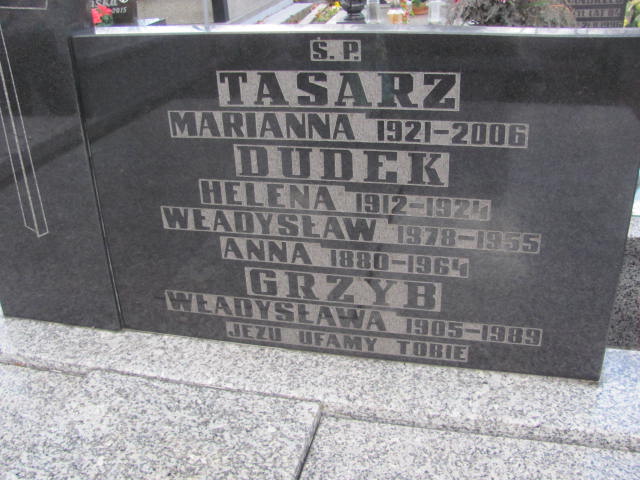 Ś.P.
TASARZ
MARIANNA 1921-2006
DUDEK
HELENA 1912-1924
WŁADYSŁAW 1978-1955
ANNA 1880-1964
GRZYB
WŁADYSŁAWA 1905-1989
JEZU UFAMY TOBIE